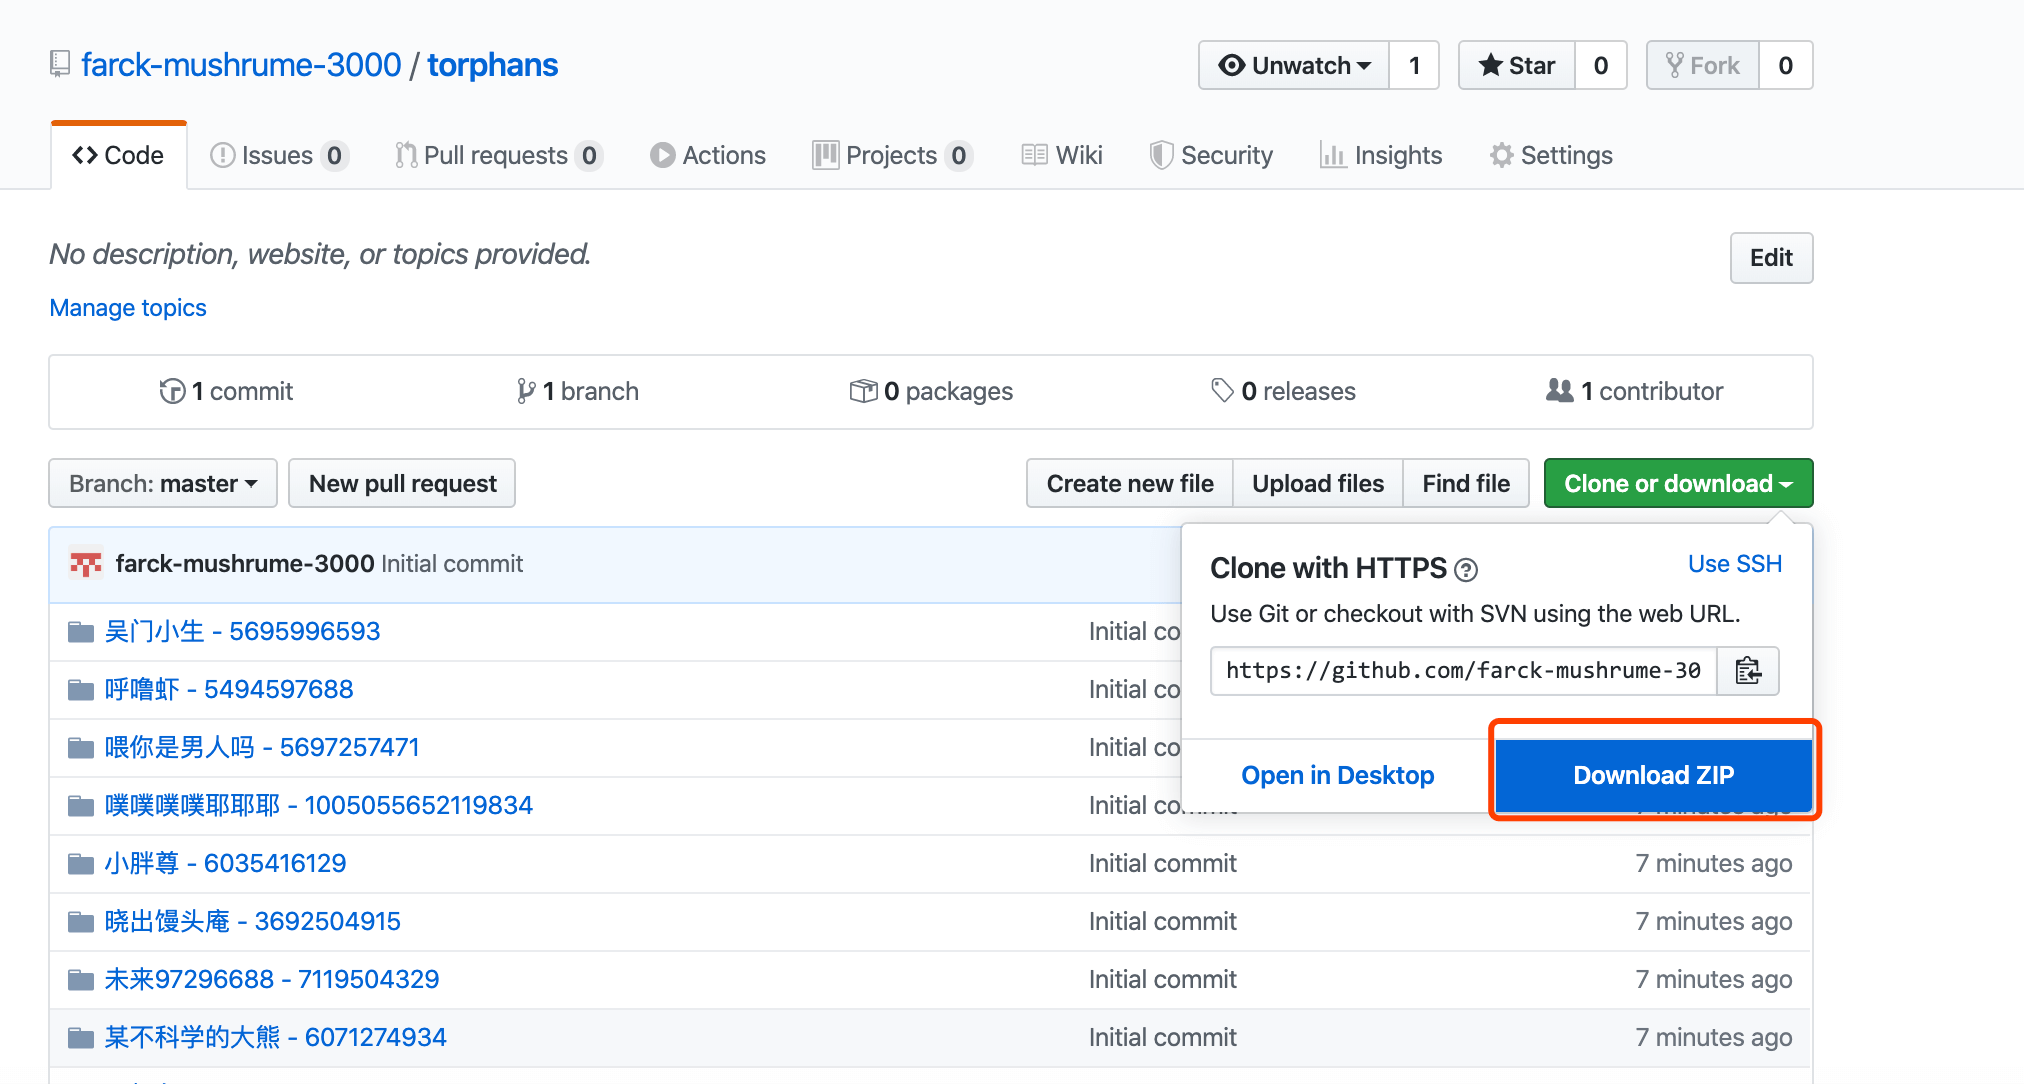 farck-mushrume-3000 / torphans
Unwatch 1 Star 0 Fork 0
Code Issues 0 Pull requests 0 Actions Projects 0 Wiki Security Insights Settings
No description, website, or topics provided.
Edit
Manage topics
1 commit 1 branch 0 packages 0 releases 1 contributor
Branch: master New pull request Create new file Upload files Find file Clone or download
farck-mushrume-3000 Initial commit
Clone with HTTPS Use SSH
Use Git or checkout with SVN using the web URL.
https://github.com/farck-mushrume-30
Open in Desktop Download ZIP
吴门小生 - 5695996593 Initial co
呼噜虾 - 5494597688 Initial co
喂你是男人吗 - 5697257471 Initial co
噗噗噗噗耶耶耶 - 1005055652119834 Initial commit 7 minutes ago
小胖尊 - 6035416129 Initial commit 7 minutes ago
晓出馒头庵 - 3692504915 Initial commit 7 minutes ago
未来97296688 - 7119504329 Initial commit 7 minutes ago
某不科学的大熊 - 6071274934 Initial commit 7 minutes ago